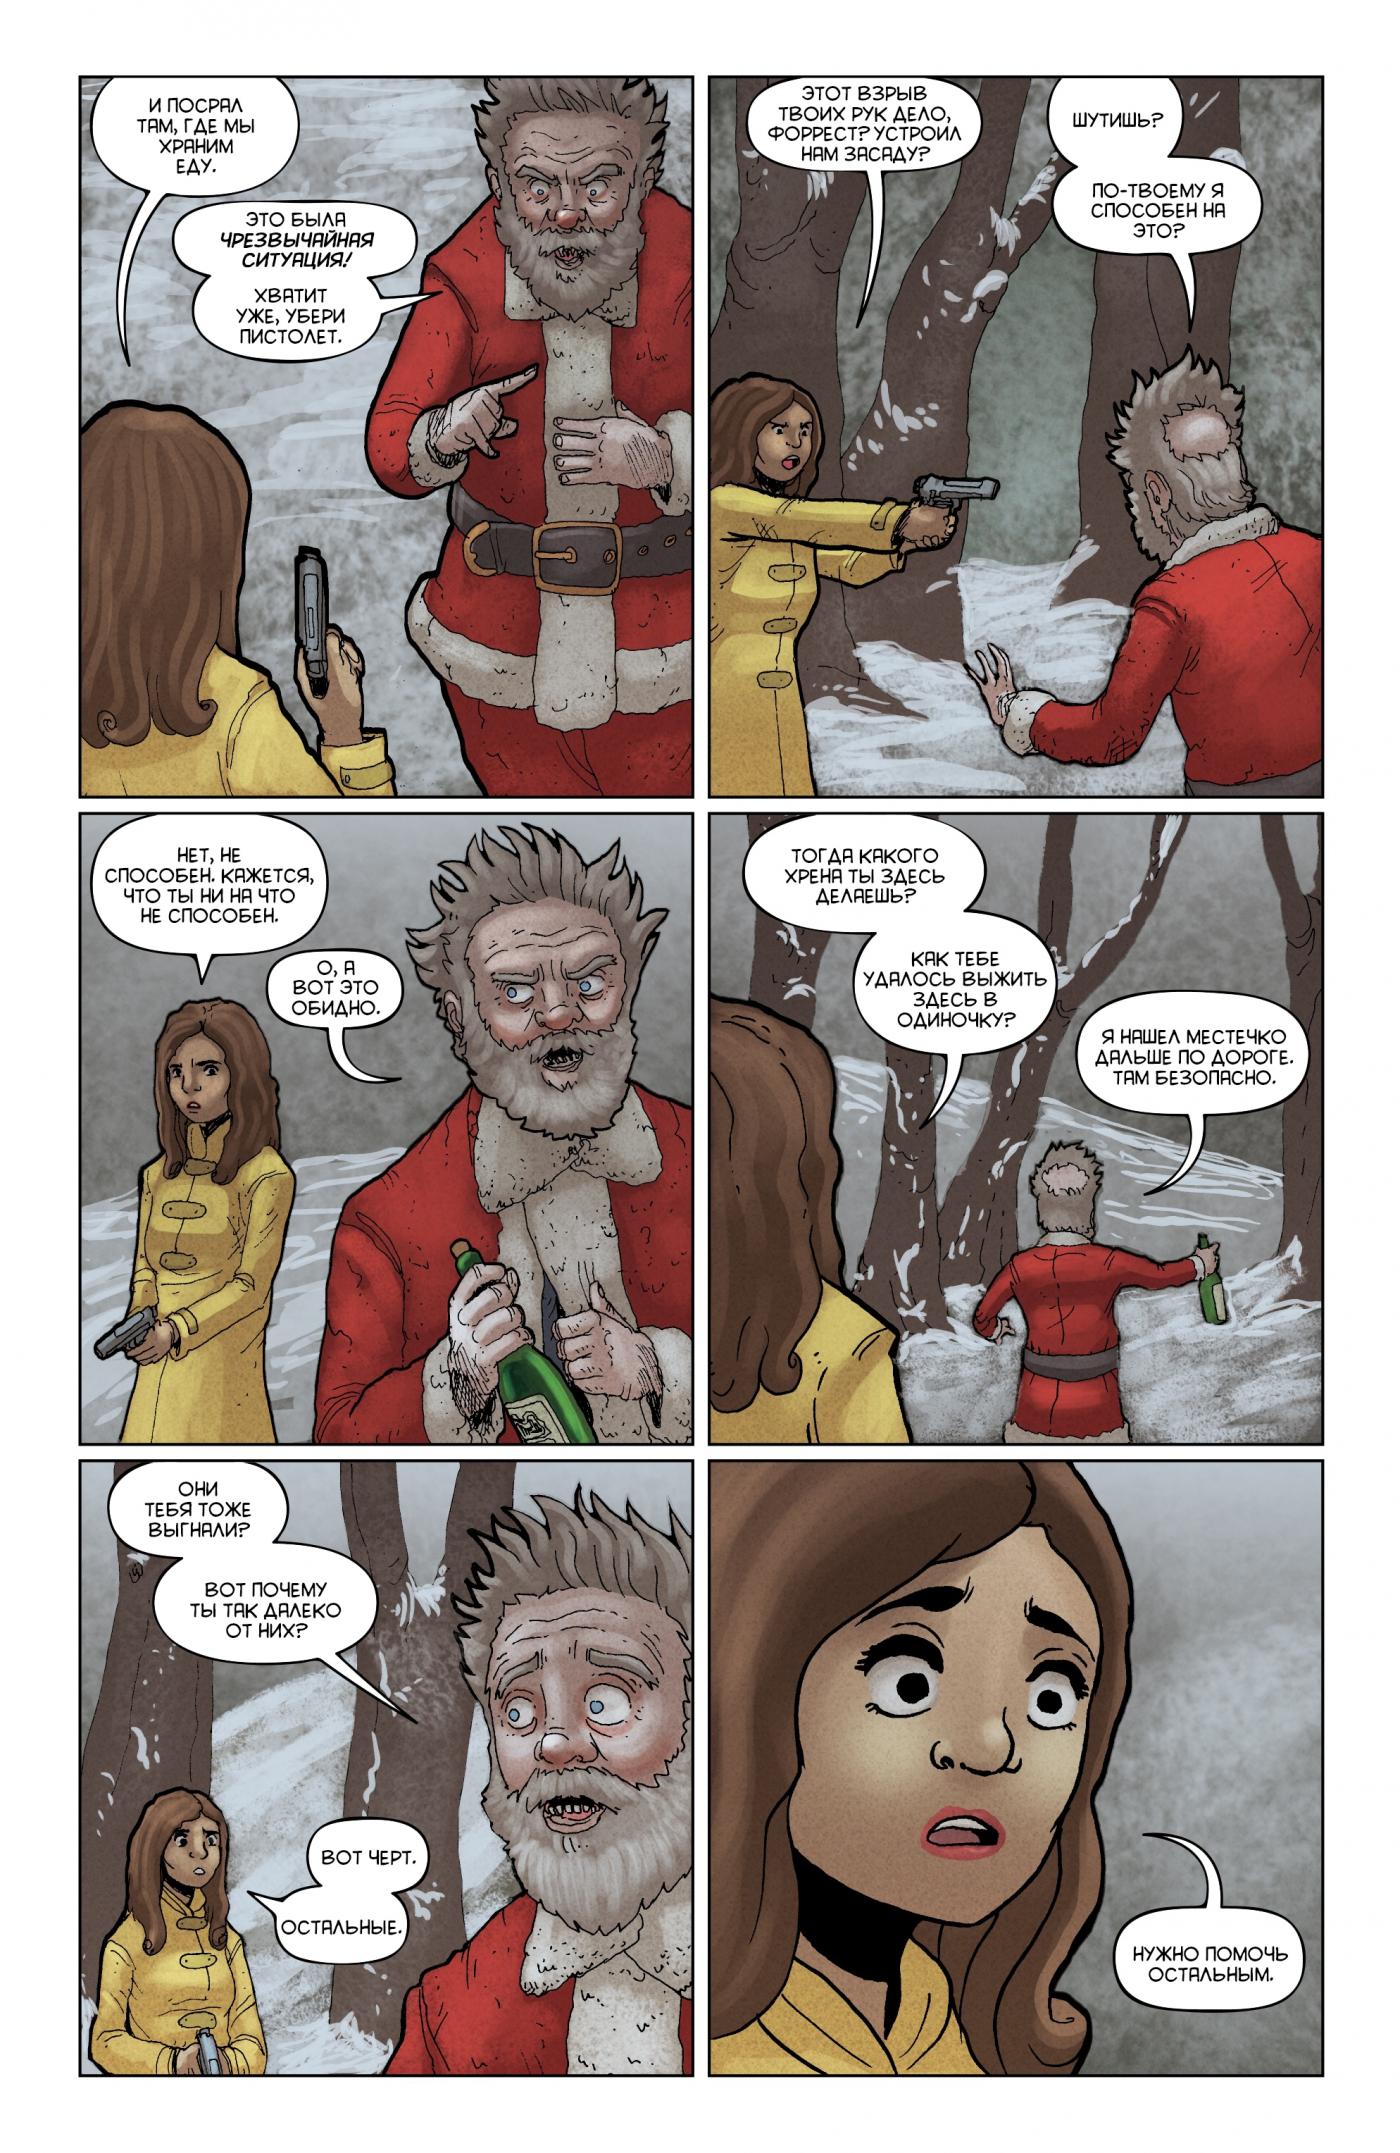 И ПОСРАЛ
ТАМ, ГДЕ МЫ
ХРАНИМ
ЕДУ.
ЭТО БЫЛА
ЧРЕЗВЫЧАЙНАЯ
СИТУАЦИЯ!
ХВАТИТ
УЖЕ, УБЕРИ
ПИСТОЛЕТ.
ЭТОТ ВЗРЫВ
ТВОИХ РУК ДЕЛО,
ФОРРЕСТ? УСТРОИЛ
НАМ ЗАСАДУ?
ШУТИШЬ?
ПО-ТВОЕМУ Я
СПОСОБЕН НА
ЭТО?
НЕТ, НЕ
СПОСОБЕН. КАЖЕТСЯ,
ЧТО ТЫ НИ НА ЧТО
НЕ СПОСОБЕН.
О, А
ВОТ ЭТО
ОБИДНО.
ТОГДА КАКОГО
ХРЕНА ТЫ ЗДЕСЬ
ДЕЛАЕШЬ?
КАК ТЕБЕ
УДАЛОСЬ ВЫЖИТЬ
ЗДЕСЬ В
ОДИНОЧКУ?
Я НАШЕЛ МЕСТЕЧКО
ДАЛЬШЕ ПО ДОРОГЕ.
ТАМ БЕЗОПАСНО.
ОНИ
ТЕБЯ ТОЖЕ
ВЫГНАЛИ?
ВОТ ПОЧЕМУ
ТЫ ТАК ДАЛЕКО
ОТ НИХ?
ВОТ ЧЕРТ.
ОСТАЛЬНЫЕ.
НУЖНО ПОМОЧЬ
ОСТАЛЬНЫМ.